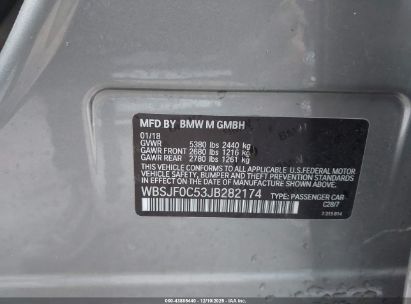 MFD BY BMW M GMBH
01/18
GVWR 5380 lbs 2440 kg
GAWR FRONT 2680 lbs 1216 kg
GAWR REAR 2780 lbs 1261 kg
THIS VEHICLE CONFORMS TO ALL APPLICABLE U.S.FEDERAL MOTOR
VEHICLE SAFETY, BUMPER, AND THEFT PREVENTION STANDARDS
IN EFFECT ON THE DATE OF MANUFACTURE SHOWN ABOVE.
WBSJF0C53JB282174
TYPE: PASSENGER CAR
C28/7